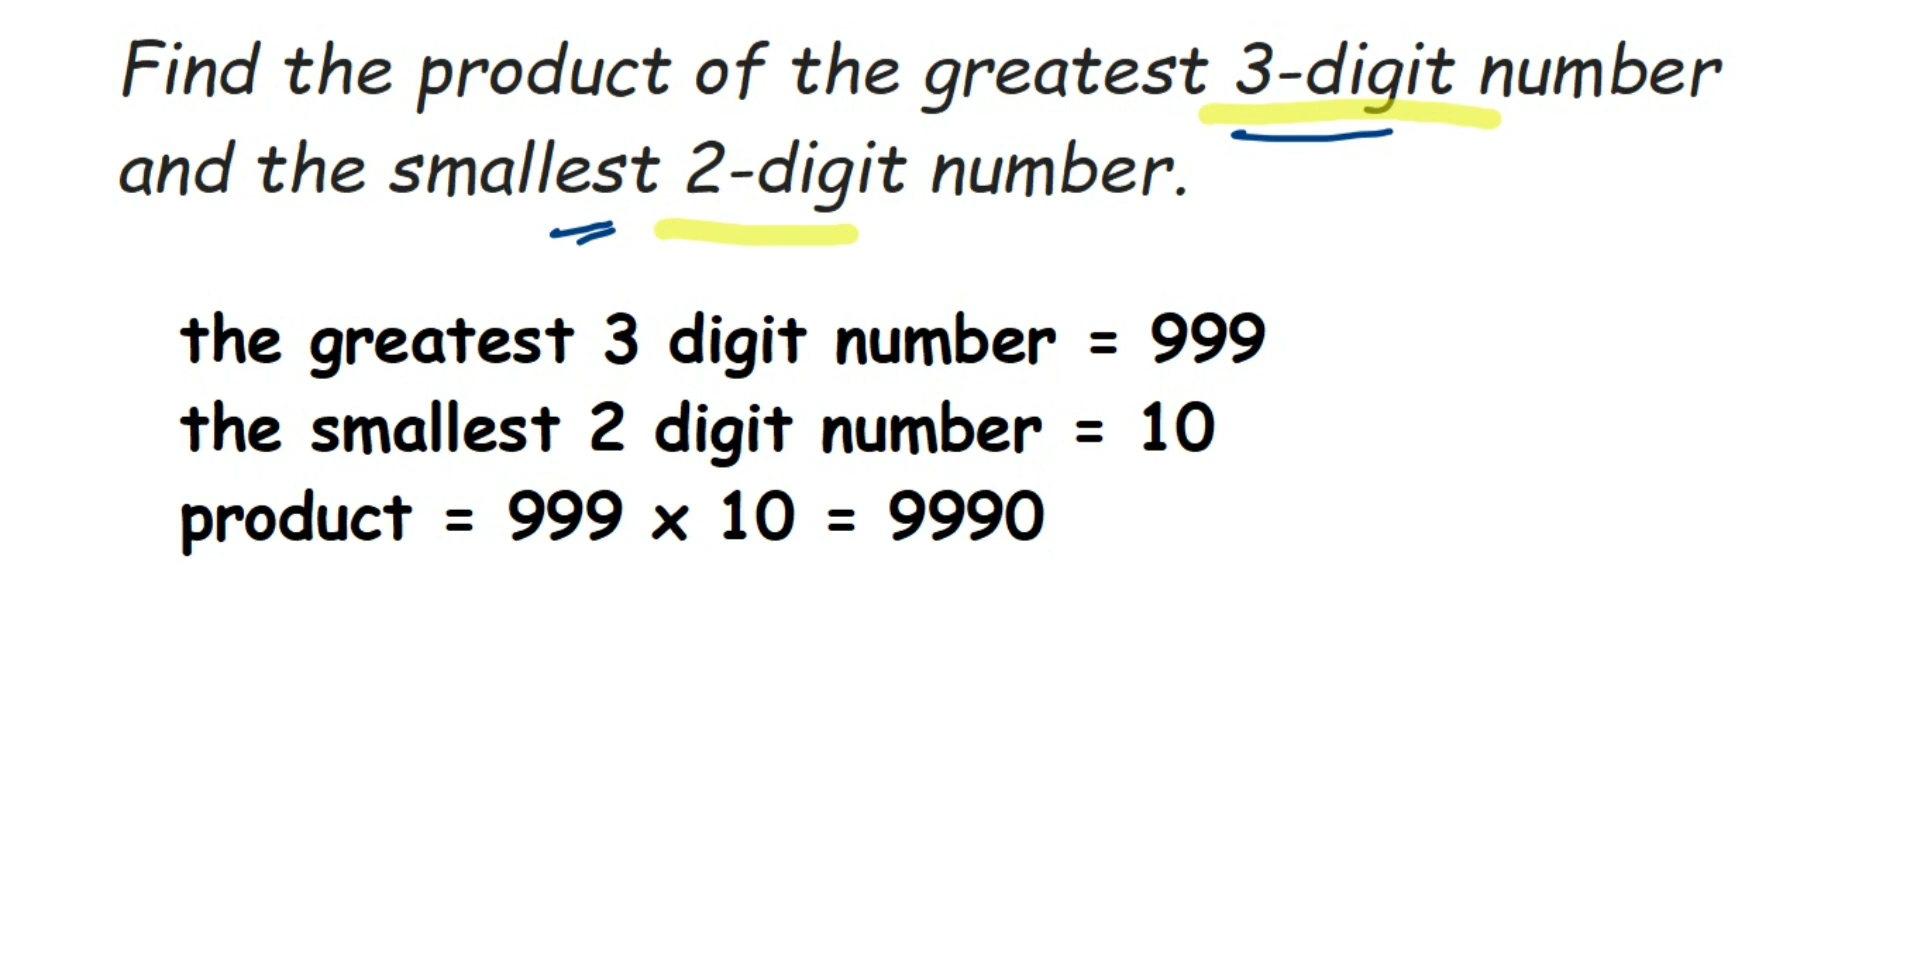 Find the product of the greatest 3-digit number
and the smallest 2-digit number.
the greatest 3 digit number = 999
the smallest 2 digit number = 10
product = 999 x 10 = 9990